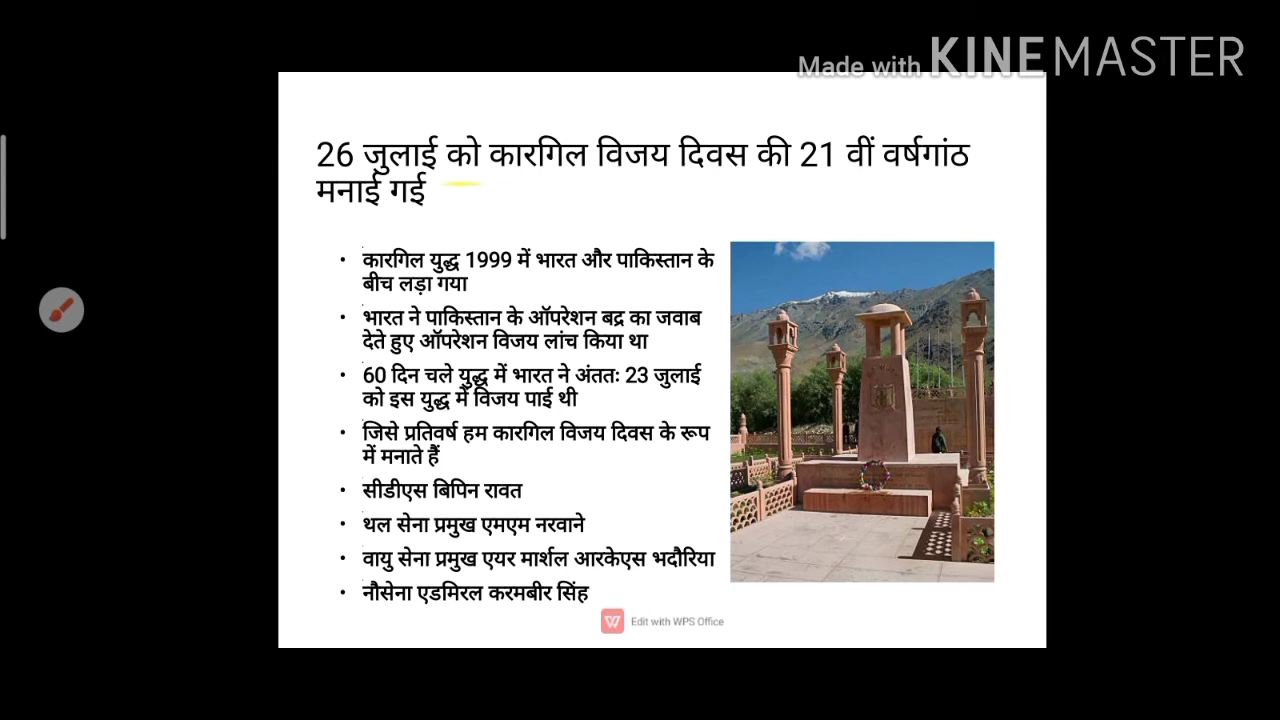 Made with KINEMASTER
26 जुलाई को कारगिल विजय दिवस की 21 वीं वर्षगांठ
मनाई गई
• कारगिल युद्ध 1999 में भारत और पाकिस्तान के
बीच लड़ा गया
• भारत ने पाकिस्तान के ऑपरेशन बद्र का जवाब
देते हुए ऑपरेशन विजय लांच किया था
• 60 दिन चले युद्ध में भारत ने अंततः 23 जुलाई
को इस युद्ध में विजय पाई थी
• जिसे प्रतिवर्ष हम कारगिल विजय दिवस के रूप
में मनाते हैं
• सीडीएस बिपिन रावत
• थल सेना प्रमुख एमएम नरवाने
• वायु सेना प्रमुख एयर मार्शल आरकेएस भदौरिया
• नौसेना एडमिरल करमबीर सिंह
Edit with WPS Office